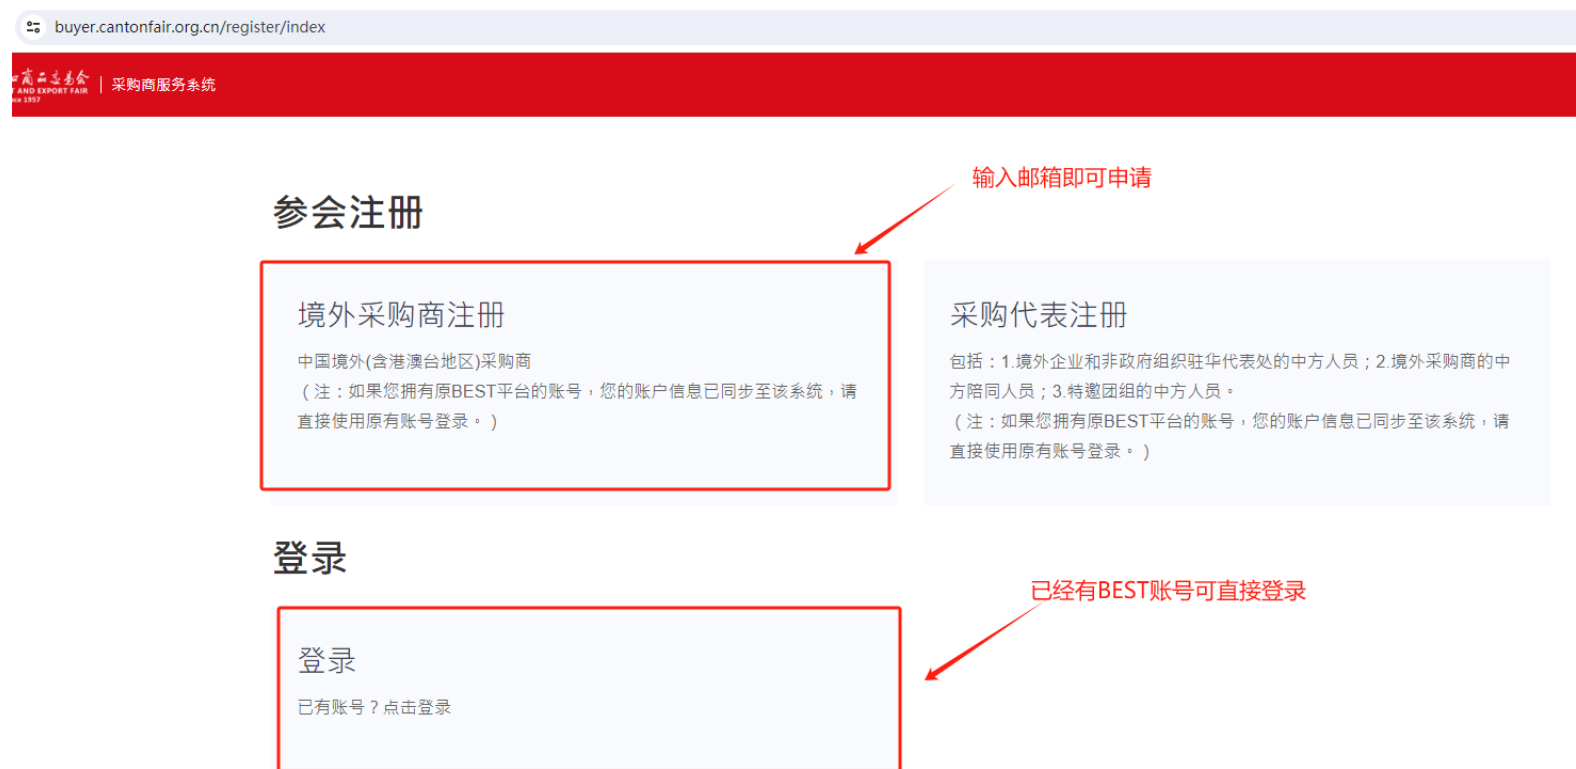 buyer.cantonfair.org.cn/register/index
商品交易会
AND EXPORT FAIR
1957
采购商服务系统
输入邮箱即可申请
参会注册
境外采购商注册
中国境外(含港澳台地区)采购商
（注：如果您拥有原BEST平台的账号，您的账户信息已同步至该系统，请
直接使用原有账号登录。）
采购代表注册
包括：1.境外企业和非政府组织驻华代表处的中方人员；2.境外采购商的中
方陪同人员；3.特邀团组的中方人员。
（注：如果您拥有原BEST平台的账号，您的账户信息已同步至该系统，请
直接使用原有账号登录。）
登录
已经有BEST账号可直接登录
登录
已有账号？点击登录